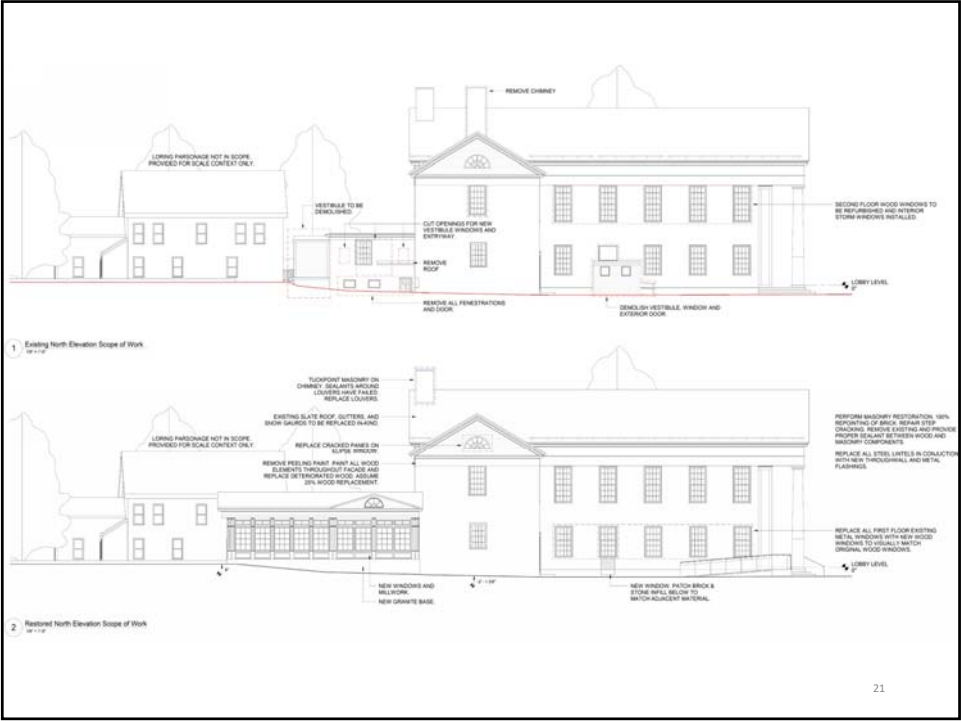 REMOVE CHIMNEY
LORING PARSONAGE NOT IN SCOPE.
PROVIDED FOR SCALE CONTEXT ONLY.
VESTIBULE TO BE
DEMOLISHED.
CUT OPENINGS FOR NEW
VESTIBULE WINDOWS AND
ENTRYWAY
REMOVE
ROOF
SECOND FLOOR WOOD WINDOWS TO
BE REFURBISHED AND INTERIOR
STORM WINDOWS INSTALLED.
LOBBY LEVEL
0"
REMOVE ALL FENESTRATIONS
AND DOOR.
DEMOLISH VESTIBULE, WINDOW AND
EXTERIOR DOOR.
1 Existing North Elevation Scope of Work
1/8" = 1'-0"
TUCKPOINT MASONRY ON
CHIMNEY. SEALANTS AROUND
LOUVERS HAVE FAILED.
REPLACE LOUVERS.
EXISTING SLATE ROOF, GUTTERS, AND
SNOW GAURDS TO BE REPLACED IN-KIND.
LORING PARSONAGE NOT IN SCOPE.
PROVIDED FOR SCALE CONTEXT ONLY.
REPLACE CRACKED PANES ON
ELIPSE WINDOW.
REMOVE PEELING PAINT. PAINT ALL WOOD
ELEMENTS THROUGHOUT FACADE AND
REPLACE DETERIORATED WOOD. ASSUME
25% WOOD REPLACEMENT.
PERFORM MASONRY RESTORATION, 100%
REPOINTING OF BRICK. REPAIR STEP
CRACKING. REMOVE EXISTING AND PROVIDE
PROPER SEALANT BETWEEN WOOD AND
MASONRY COMPONENTS.
REPLACE ALL STEEL LINTELS IN CONJUCTION
WITH NEW THROUGHWALL AND METAL
FLASHINGS.
REPLACE ALL FIRST FLOOR EXISTING
METAL WINDOWS WITH NEW WOOD
WINDOWS TO VISUALLY MATCH
ORIGINAL WOOD WINDOWS.
LOBBY LEVEL
0"
NEW WINDOWS AND
MILLWORK.
NEW GRANITE BASE.
NEW WINDOW. PATCH BRICK &
STONE INFILL BELOW TO
MATCH ADJACENT MATERIAL.
2 Restored North Elevation Scope of Work
1/8" = 1'-0"
21